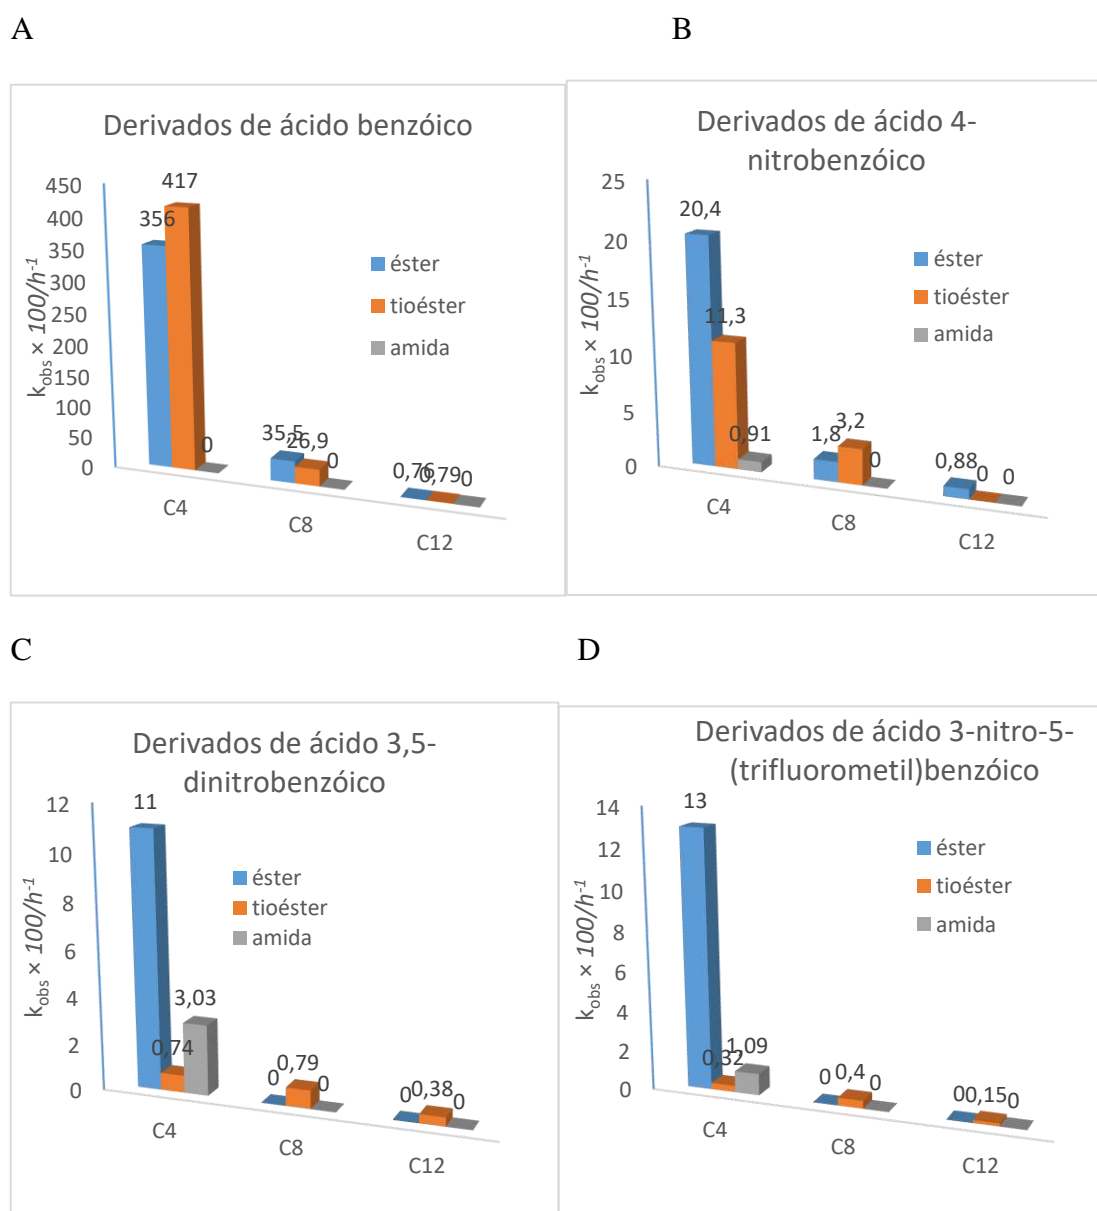 A
B
Derivados de ácido benzóico
450
400
350
300
250
200
150
100
50
0
k_obs × 100/h^-1
356
417
0
35,5
26,9
0
0,76
0,79
0
C4
C8
C12
éster
tioéster
amida
Derivados de ácido 4-
nitrobenzóico
25
20
15
10
5
0
k_obs × 100/h^-1
20,4
11,3
0,91
1,8
3,2
0
0,88
0
0
C4
C8
C12
éster
tioéster
amida
C
D
Derivados de ácido 3,5-
dinitrobenzóico
12
10
8
6
4
2
0
k_obs × 100/h^-1
11
0,74
3,03
0
0,79
0
0
0,38
0
C4
C8
C12
éster
tioéster
amida
Derivados de ácido 3-nitro-5-
(trifluorometil)benzóico
14
12
10
8
6
4
2
0
k_obs × 100/h^-1
13
0,32
1,09
0
0,4
0
0
0,15
0
C4
C8
C12
éster
tioéster
amida